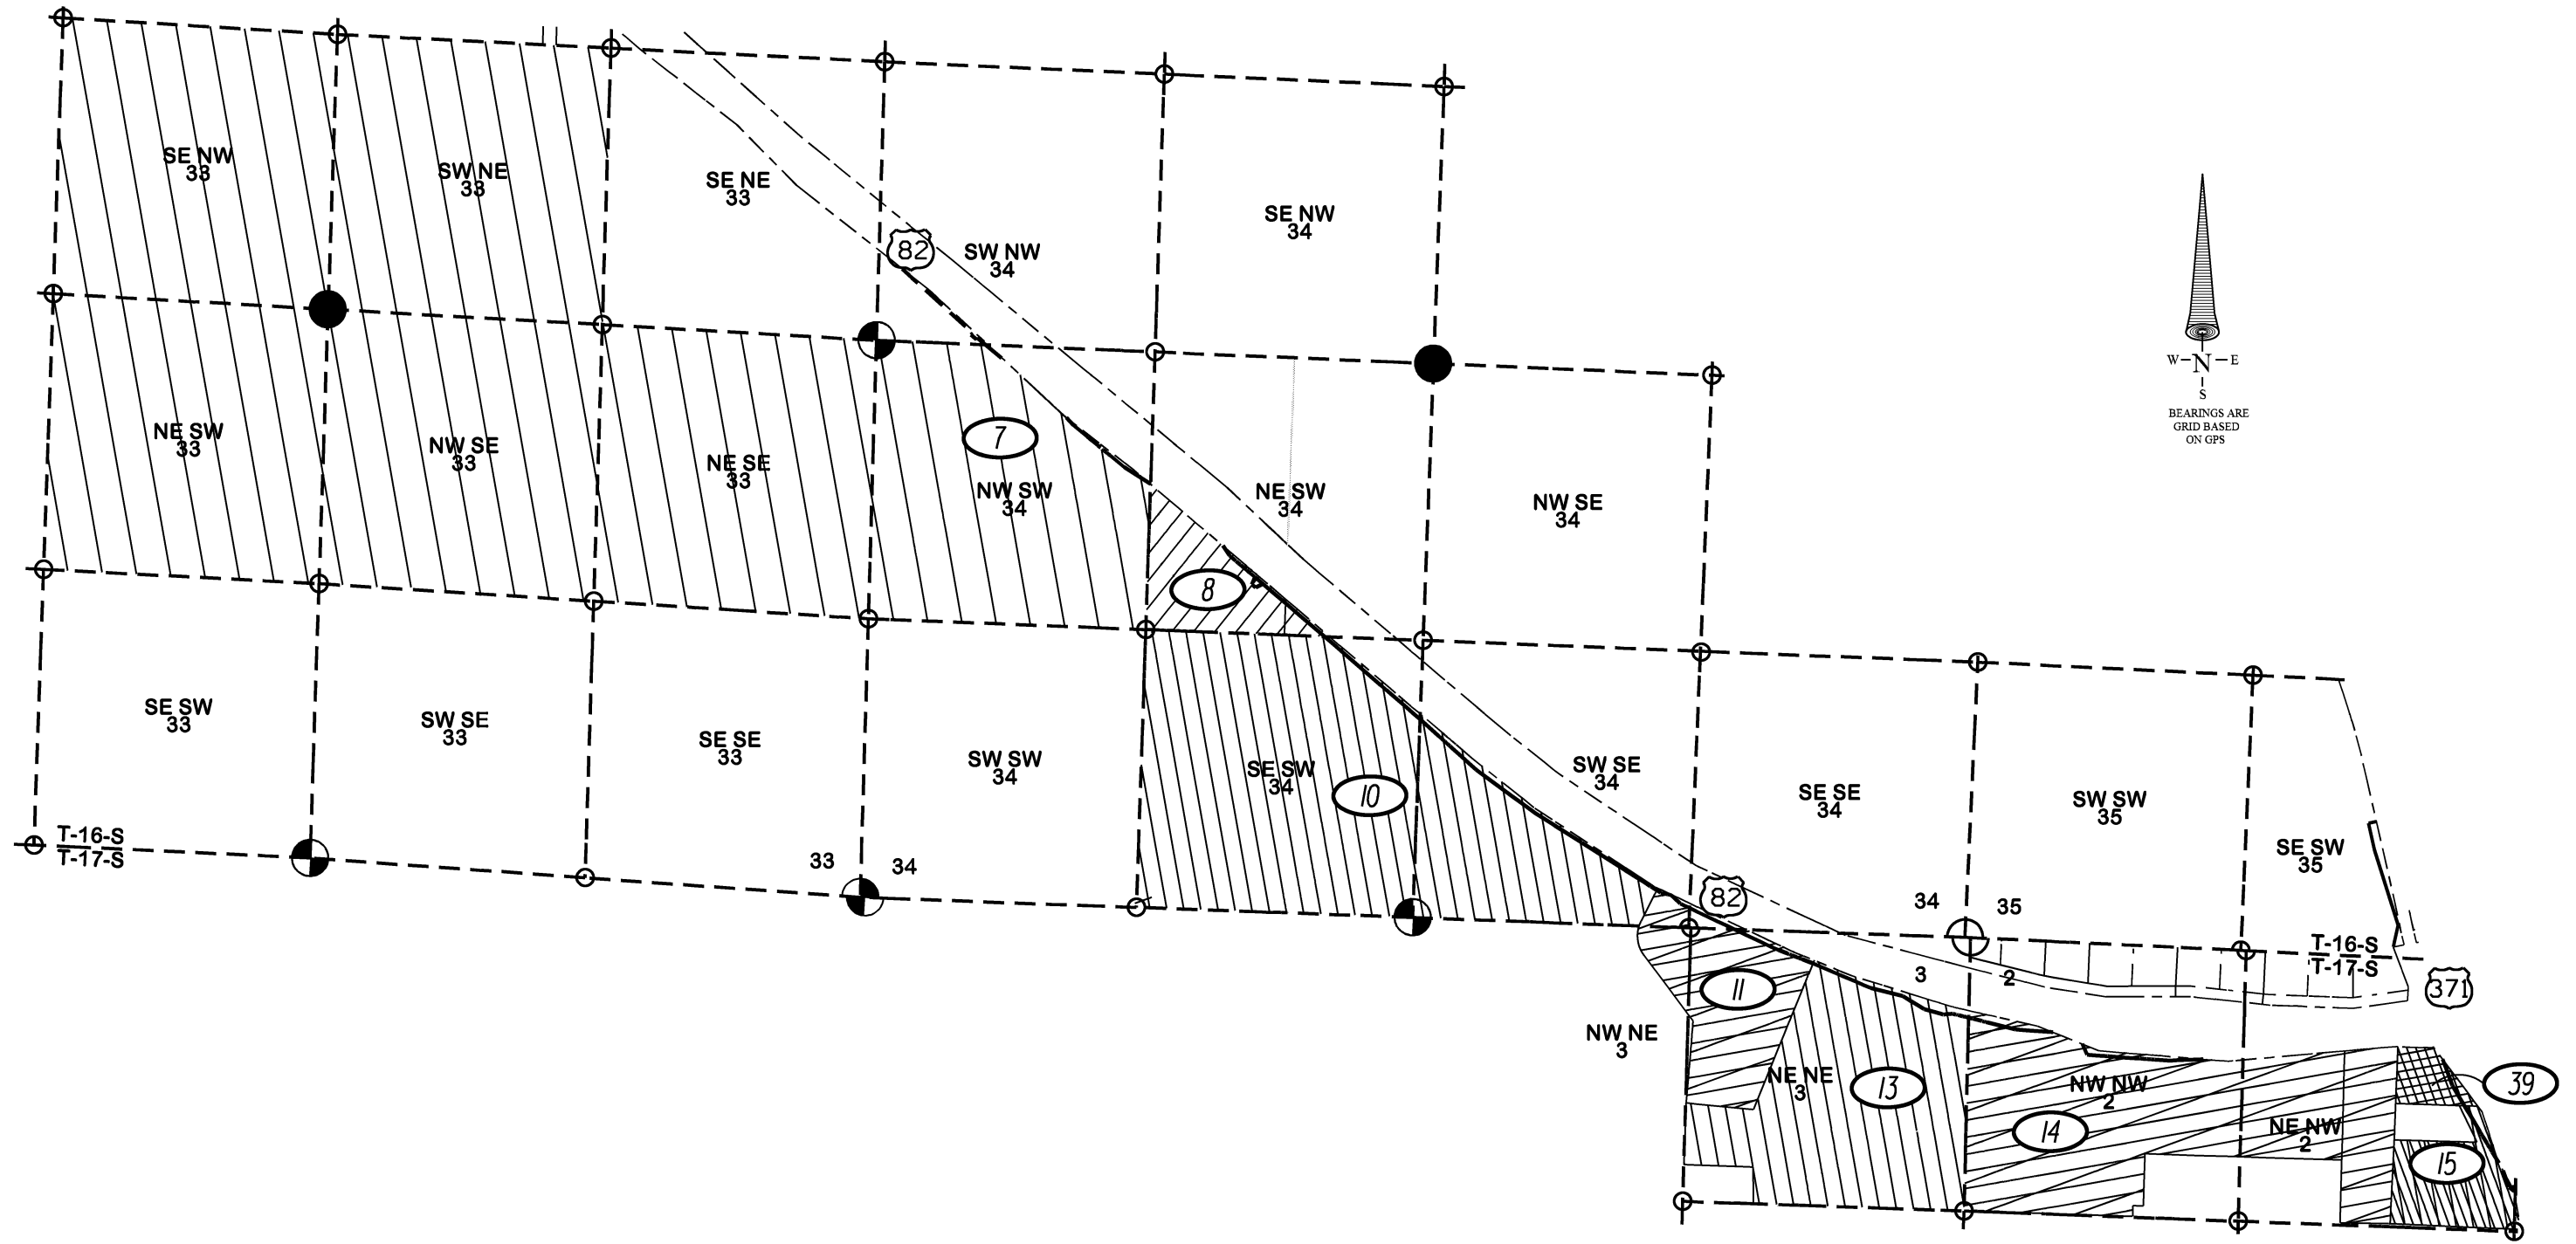 SE NW
33
SW NE
33
SE NE
33
82
SW NW
34
SE NW
34
W N E
S
BEARINGS ARE
GRID BASED
ON GPS
NE SW
33
NW SE
33
NE SE
33
7
NW SW
34
NE SW
34
NW SE
34
8
SE SW
33
SW SE
33
SE SE
33
SW SW
34
SE SW
34
10
SW SE
34
SE SE
34
SW SW
35
SE SW
35
T-16-S
T-17-S
33 34
82
34 35
T-16-S
T-17-S
3 2
371
11
NW NE
3
NE NE
3
13
NW NW
2
14
NE NW
2
39
15